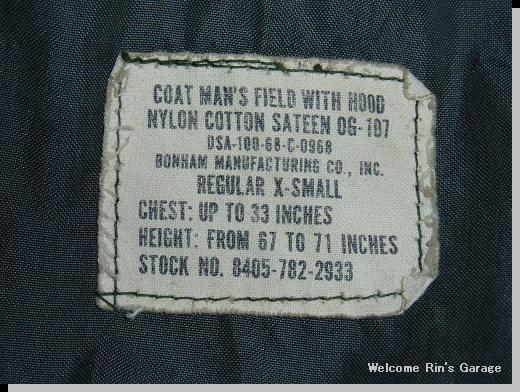 COAT MAN'S FIELD WITH HOOD
NYLON COTTON SATEEN OG-107
DSA-100-68-C-0968
BONHAM MANUFACTURING CO., INC.
REGULAR X-SMALL
CHEST: UP TO 33 INCHES
HEIGHT: FROM 67 TO 71 INCHES
STOCK NO. 8405-782-2933
Welcome Rin's Garage